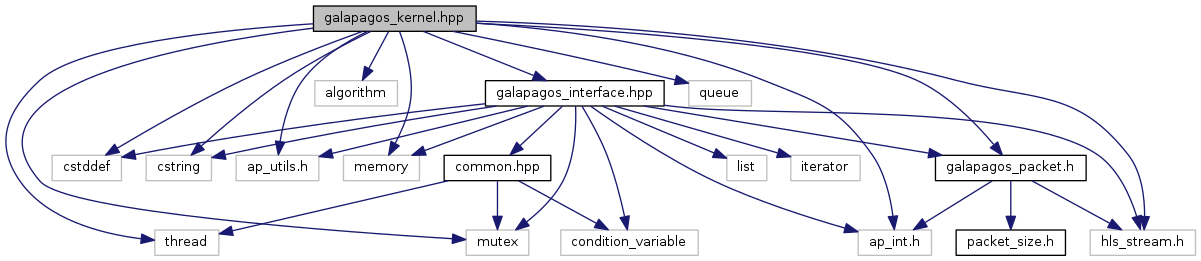 galapagos_kernel.hpp
algorithm
galapagos_interface.hpp
queue
cstddef
cstring
ap_utils.h
memory
common.hpp
list
iterator
galapagos_packet.h
thread
mutex
condition_variable
ap_int.h
packet_size.h
hls_stream.h